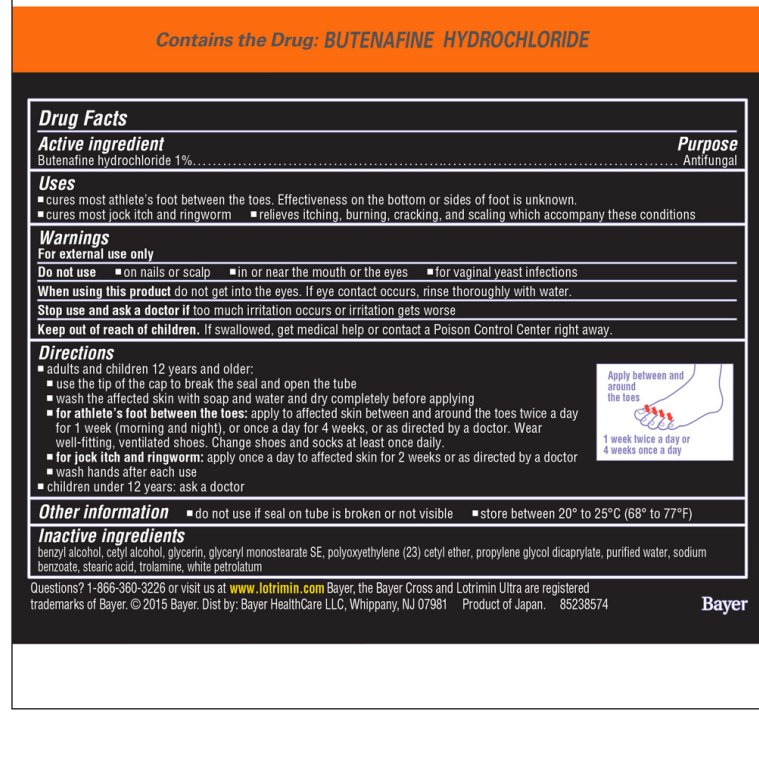 Contains the Drug: BUTENAFINE HYDROCHLORIDE
Drug Facts
Active ingredient Purpose
Butenafine hydrochloride 1%........................................................................................................ Antifungal
Uses
■ cures most athlete's foot between the toes. Effectiveness on the bottom or sides of foot is unknown.
■ cures most jock itch and ringworm ■ relieves itching, burning, cracking, and scaling which accompany these conditions
Warnings
For external use only
Do not use ■ on nails or scalp ■ in or near the mouth or the eyes ■ for vaginal yeast infections
When using this product do not get into the eyes. If eye contact occurs, rinse thoroughly with water.
Stop use and ask a doctor if too much irritation occurs or irritation gets worse
Keep out of reach of children. If swallowed, get medical help or contact a Poison Control Center right away.
Directions
■ adults and children 12 years and older:
■ use the tip of the cap to break the seal and open the tube
■ wash the affected skin with soap and water and dry completely before applying
■ for athlete's foot between the toes: apply to affected skin between and around the toes twice a day
for 1 week (morning and night), or once a day for 4 weeks, or as directed by a doctor. Wear
well-fitting, ventilated shoes. Change shoes and socks at least once daily.
■ for jock itch and ringworm: apply once a day to affected skin for 2 weeks or as directed by a doctor
■ wash hands after each use
■ children under 12 years: ask a doctor
Apply between and
around
the toes
1 week twice a day or
4 weeks once a day
Other information ■ do not use if seal on tube is broken or not visible ■ store between 20° to 25°C (68° to 77°F)
Inactive ingredients
benzyl alcohol, cetyl alcohol, glycerin, glyceryl monostearate SE, polyoxyethylene (23) cetyl ether, propylene glycol dicaprylate, purified water, sodium
benzoate, stearic acid, trolamine, white petrolatum
Questions? 1-866-360-3226 or visit us at www.lotrimin.com Bayer, the Bayer Cross and Lotrimin Ultra are registered
trademarks of Bayer. © 2015 Bayer. Dist by: Bayer HealthCare LLC, Whippany, NJ 07981 Product of Japan. 85238574
Bayer